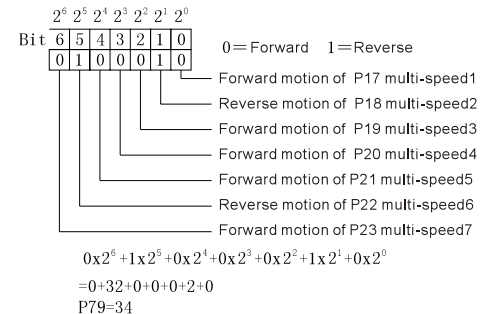 2⁶ 2⁵ 2⁴ 2³ 2² 2¹ 2⁰
Bit 6 5 4 3 2 1 0
0 1 0 0 0 1 0
0=Forward 1=Reverse
Forward motion of P17 multi-speed1
Reverse motion of P18 multi-speed2
Forward motion of P19 multi-speed3
Forward motion of P20 multi-speed4
Forward motion of P21 multi-speed5
Reverse motion of P22 multi-speed6
Forward motion of P23 multi-speed7
0x2⁶+1x2⁵+0x2⁴+0x2³+0x2²+1x2¹+0x2⁰
=0+32+0+0+0+2+0
P79=34